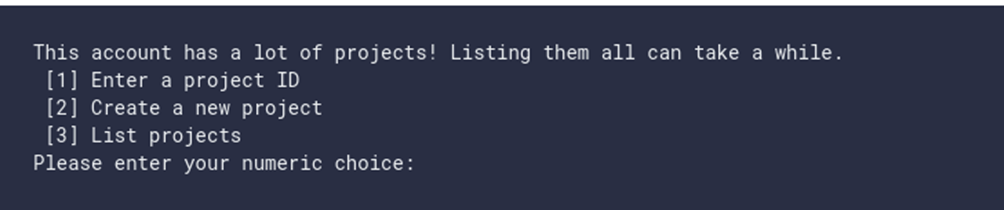 This account has a lot of projects! Listing them all can take a while.
[1] Enter a project ID
[2] Create a new project
[3] List projects
Please enter your numeric choice: